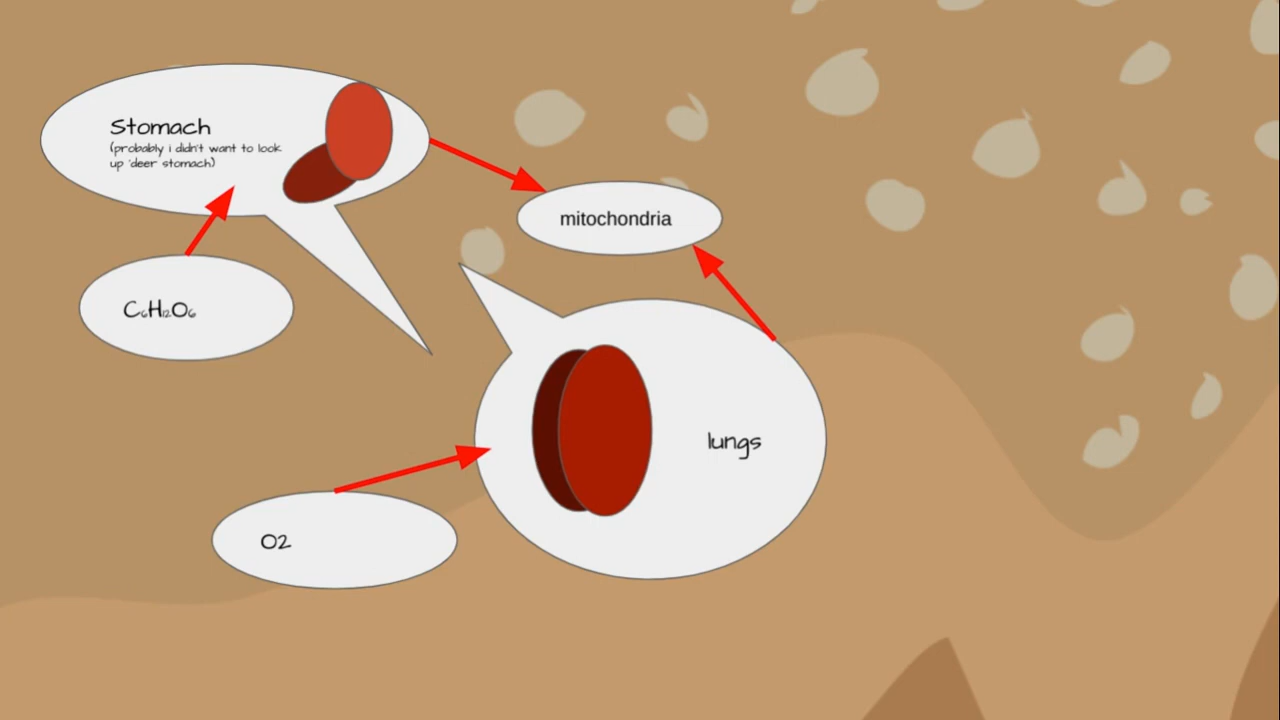 Stomach
(probably i didn't want to look
up 'deer stomach)
mitochondria
C₆H₁₂O₆
lungs
O2